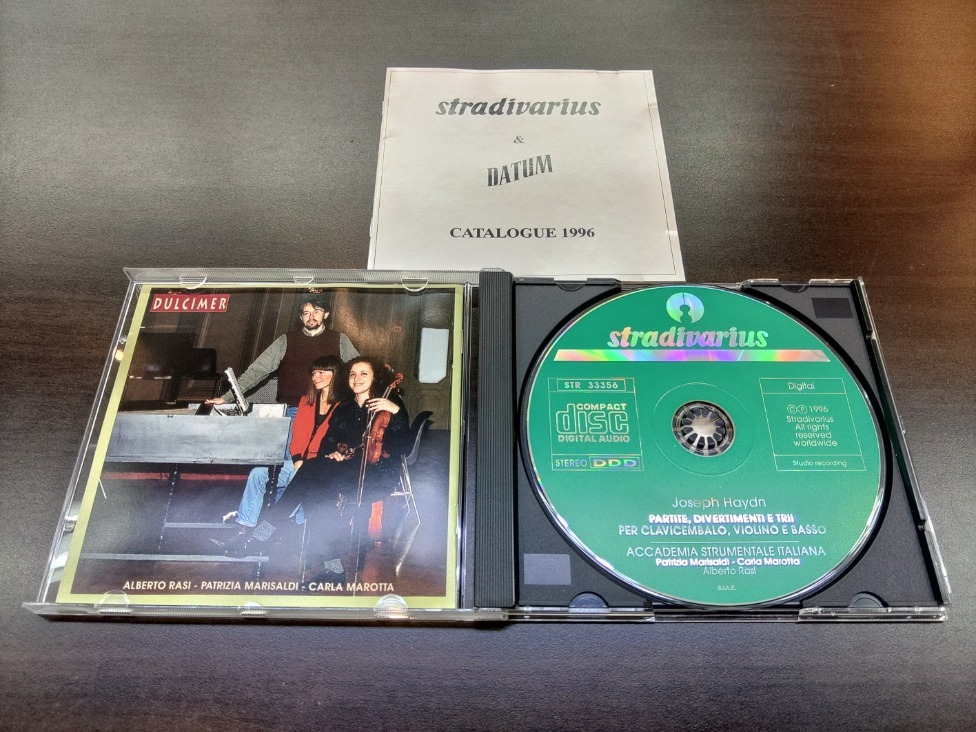 stradivarius
&
DATUM
CATALOGUE 1996
DULCIMER
ALBERTO RASI - PATRIZIA MARISALDI - CARLA MAROTTA
stradivarius
STR 33356
COMPACT
disc
DIGITAL AUDIO
STEREO DDD
Digital
© ℗ 1996
Stradivarius
All rights
reserved
worldwide
Studio recording
Joseph Haydn
PARTITE, DIVERTIMENTI E TRII
PER CLAVICEMBALO, VIOLINO E BASSO
ACCADEMIA STRUMENTALE ITALIANA
Patrizia Marisaldi - Carla Marotta
Alberto Rasi
S.I.A.E.